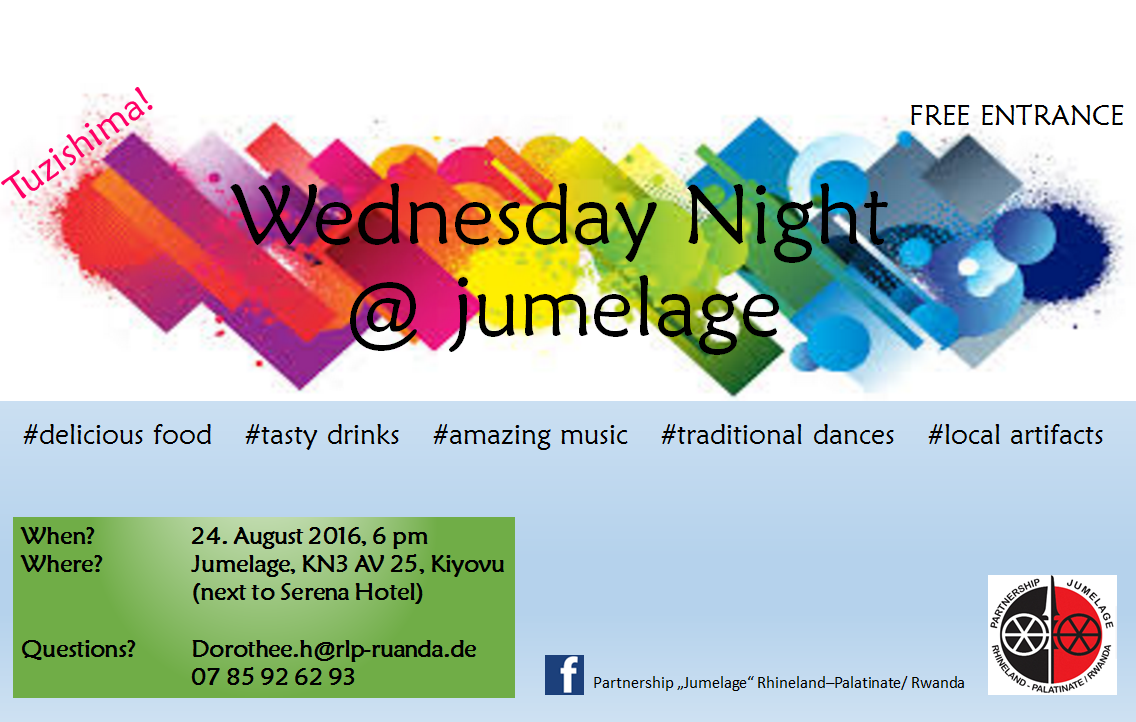 Tuzishima!
FREE ENTRANCE
Wednesday Night
@ jumelage
#delicious food #tasty drinks #amazing music #traditional dances #local artifacts
When? 24. August 2016, 6 pm
Where? Jumelage, KN3 AV 25, Kiyovu
(next to Serena Hotel)
Questions? Dorothee.h@rlp-ruanda.de
07 85 92 62 93
f Partnership „Jumelage“ Rhineland–Palatinate/ Rwanda
PARTNERSHIP JUMELAGE
RHINELAND - PALATINATE / RWANDA